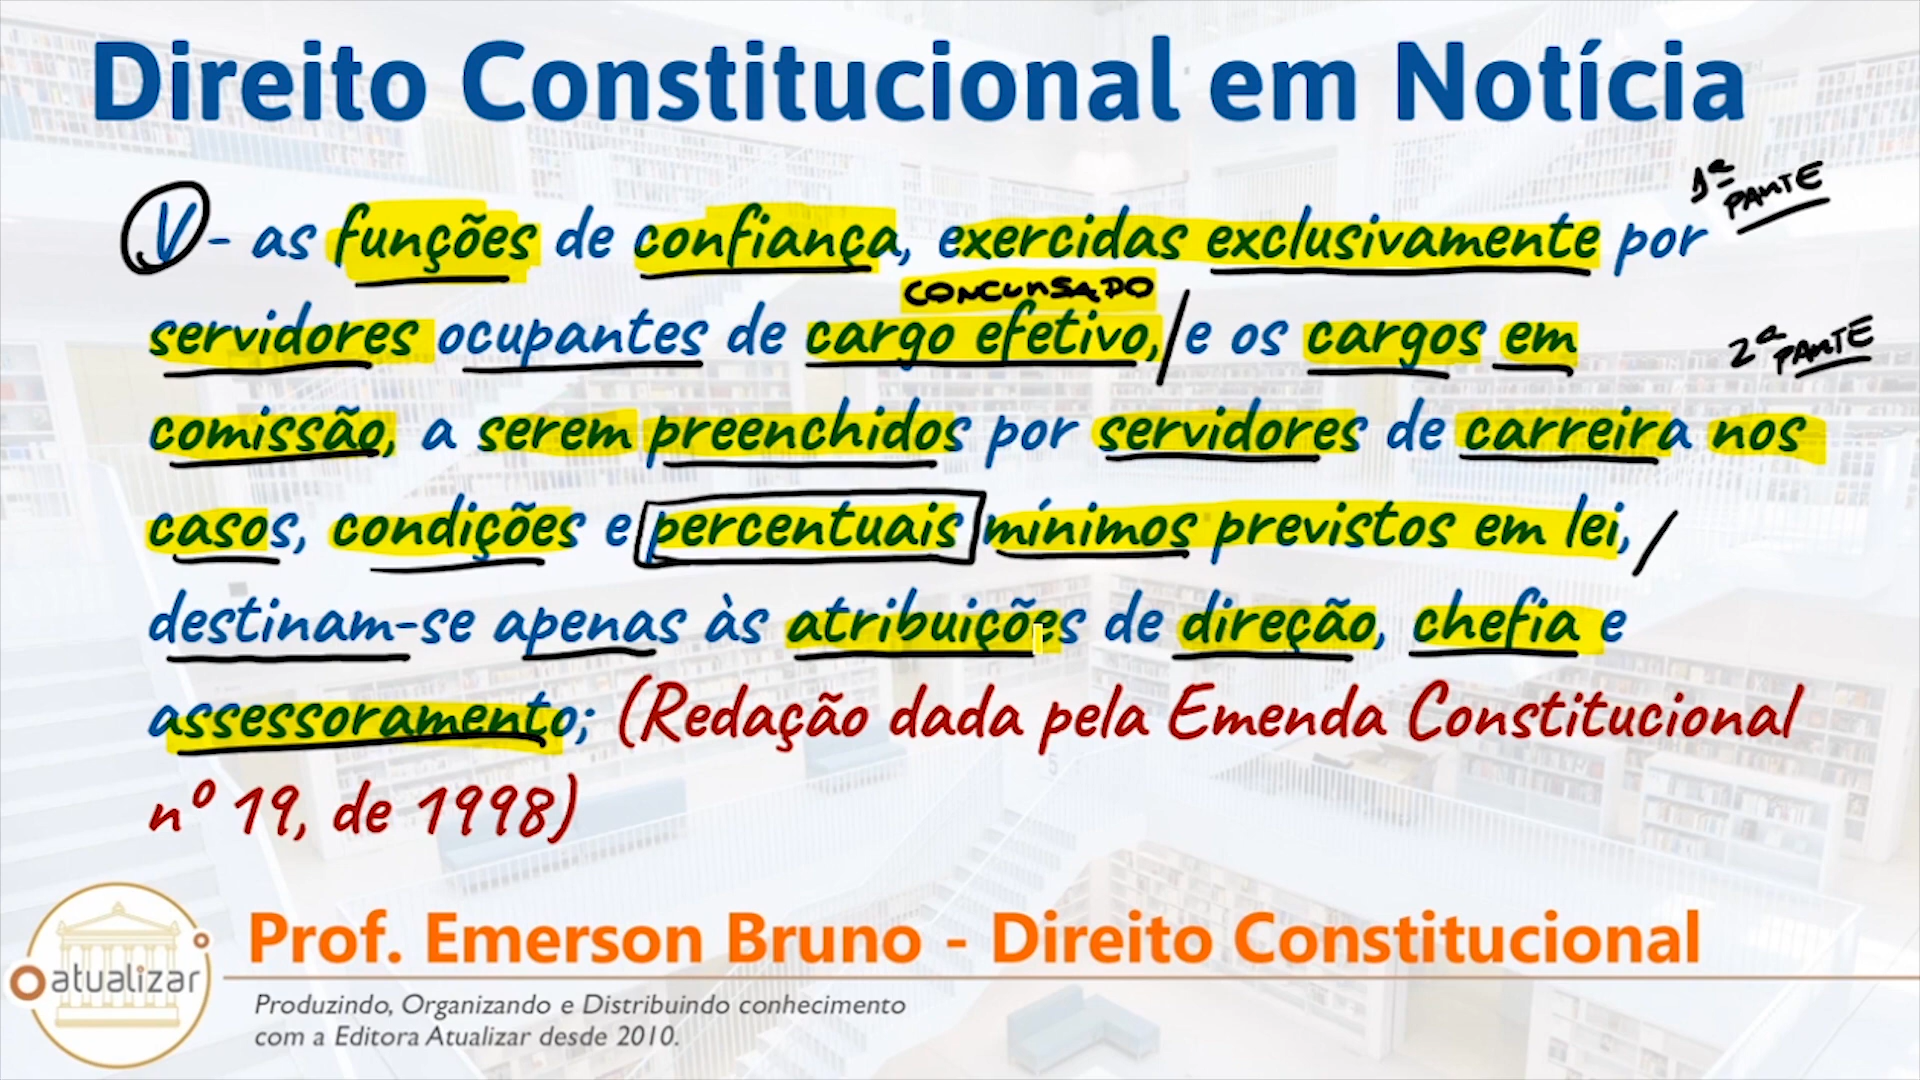 Direito Constitucional em Notícia
1ª PARTE
V - as funções de confiança, exercidas exclusivamente por
CONCURSADO
servidores ocupantes de cargo efetivo, e os cargos em
2ª PARTE
comissão, a serem preenchidos por servidores de carreira nos
casos, condições e percentuais mínimos previstos em lei,
destinam-se apenas às atribuições de direção, chefia e
assessoramento; (Redação dada pela Emenda Constitucional
nº 19, de 1998)
Prof. Emerson Bruno - Direito Constitucional
atualizar
Produzindo, Organizando e Distribuindo conhecimento
com a Editora Atualizar desde 2010.